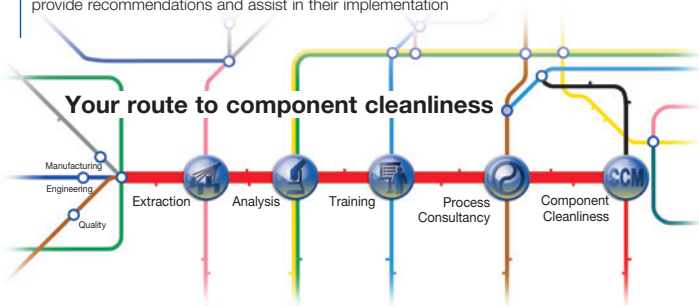 provide recommendations and assist in their implementation
Your route to component cleanliness
Manufacturing
Engineering
Quality
Extraction
Analysis
Training
Process
Consultancy
Component
Cleanliness
SCM